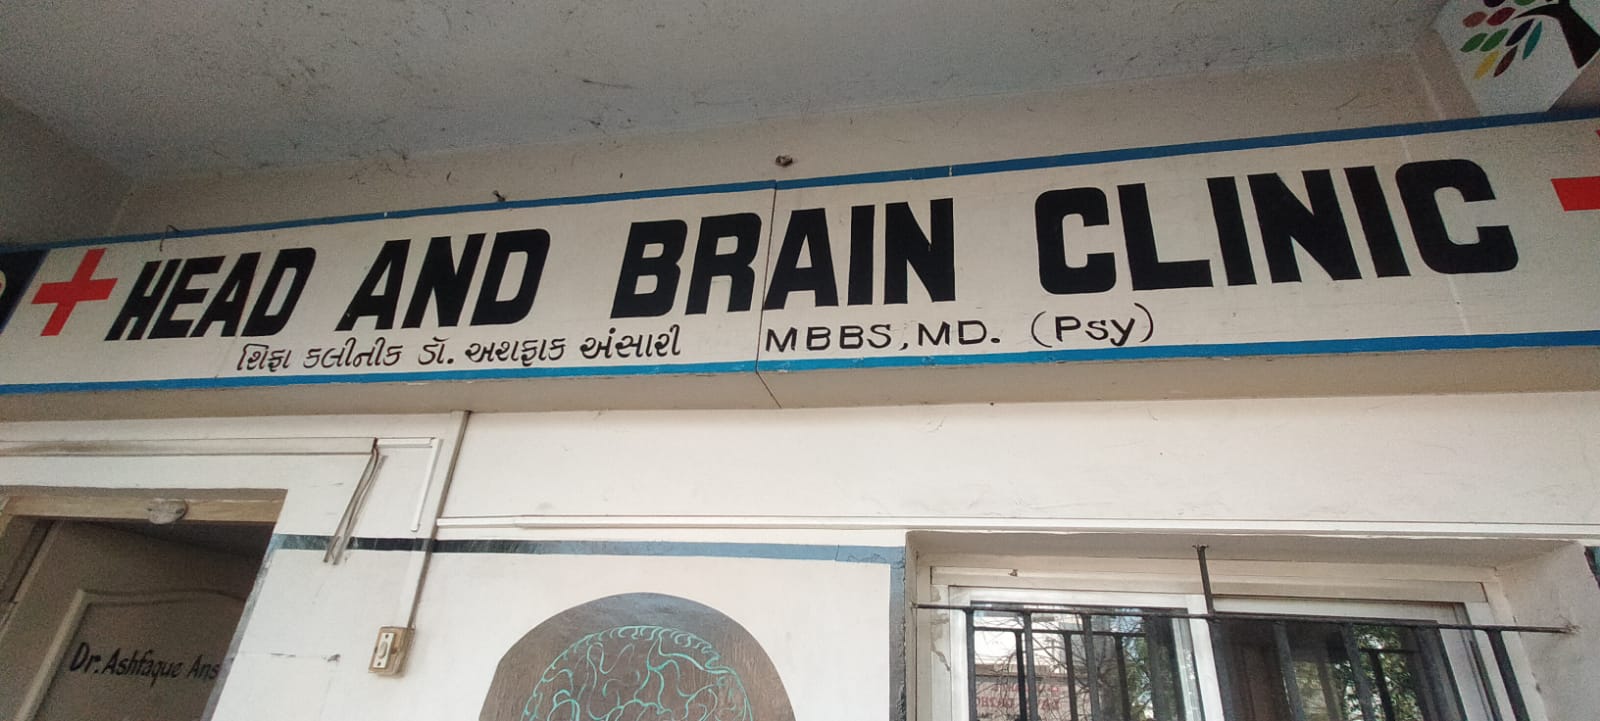 HEAD AND BRAIN CLINIC
શિફા કલીનીક ડૉ. અશફાક અંસારી MBBS, MD. (Psy)
Dr. Ashfaque Ans